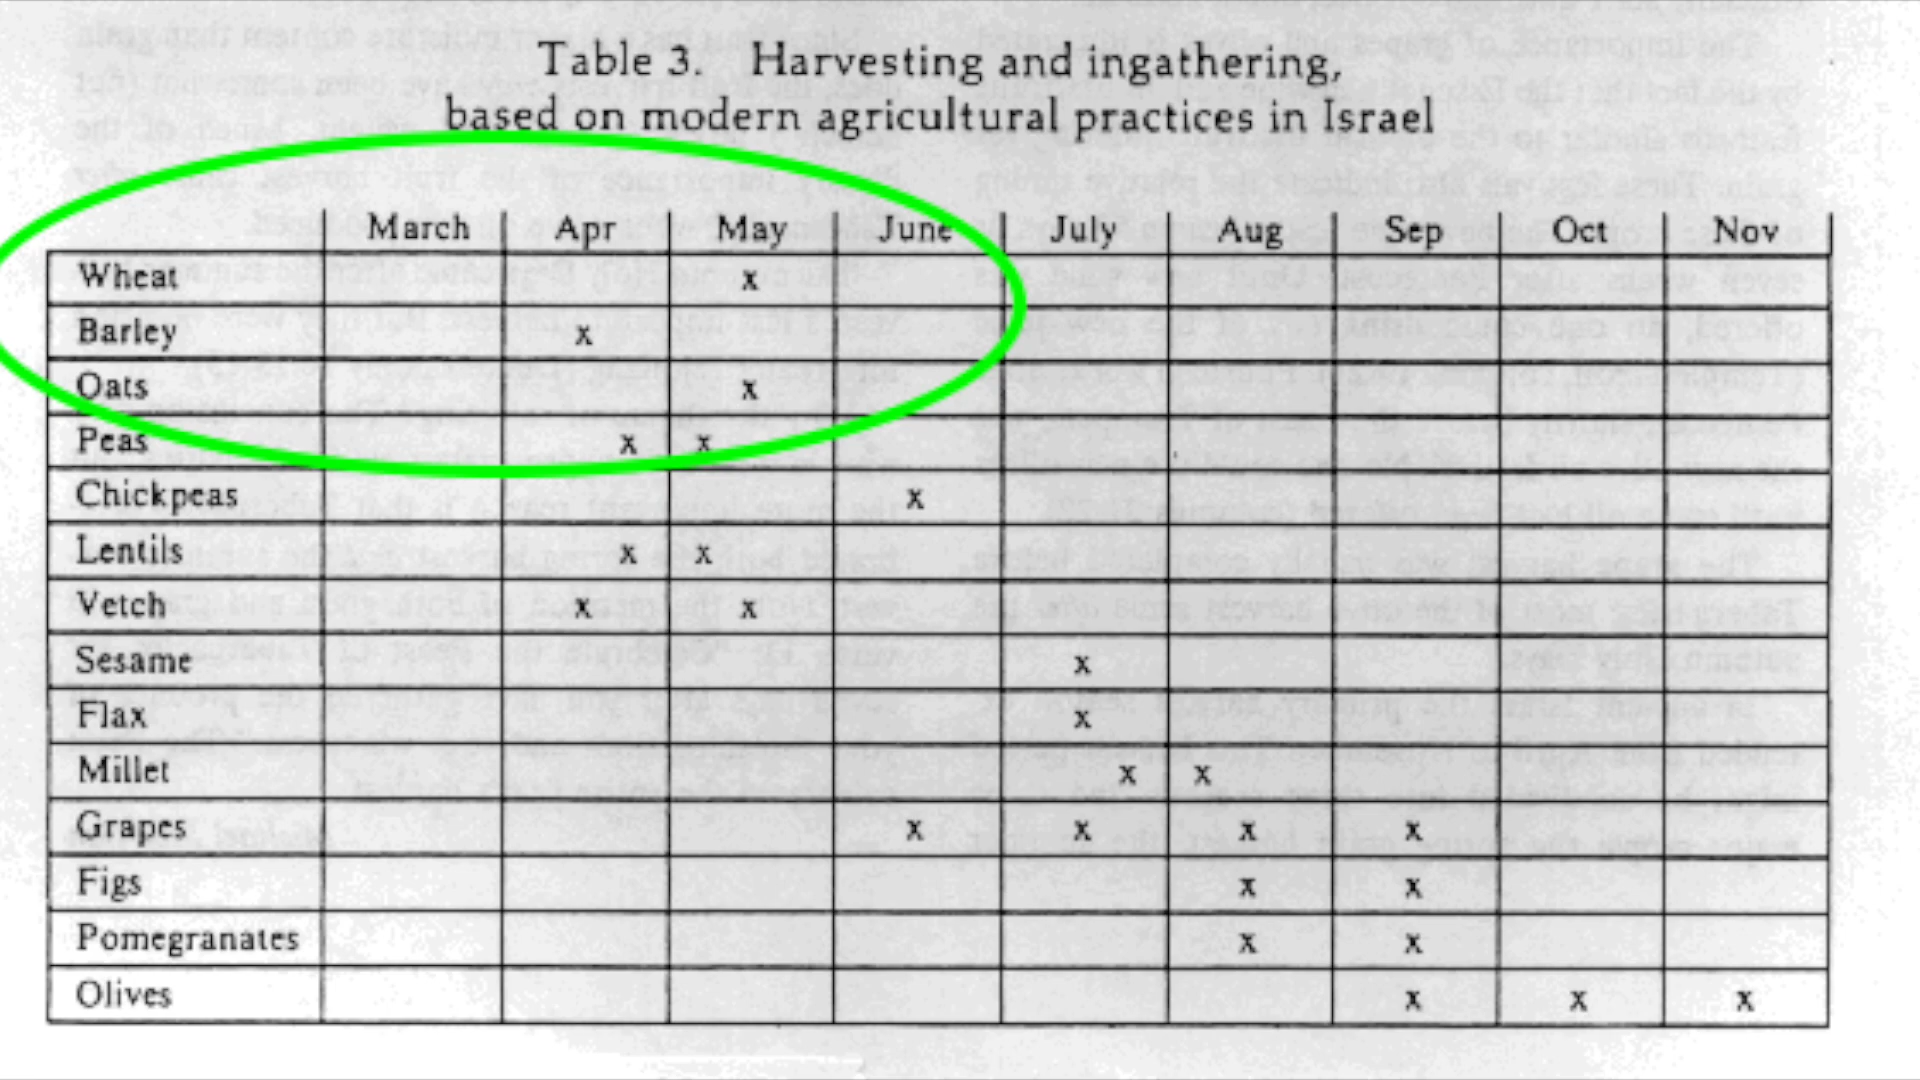 Table 3. Harvesting and ingathering,
based on modern agricultural practices in Israel
March Apr May June July Aug Sep Oct Nov
Wheat x
Barley x
Oats x
Peas x x
Chickpeas x
Lentils x x
Vetch x x
Sesame x
Flax x
Millet x x
Grapes x x x x
Figs x x
Pomegranates x x
Olives x x x